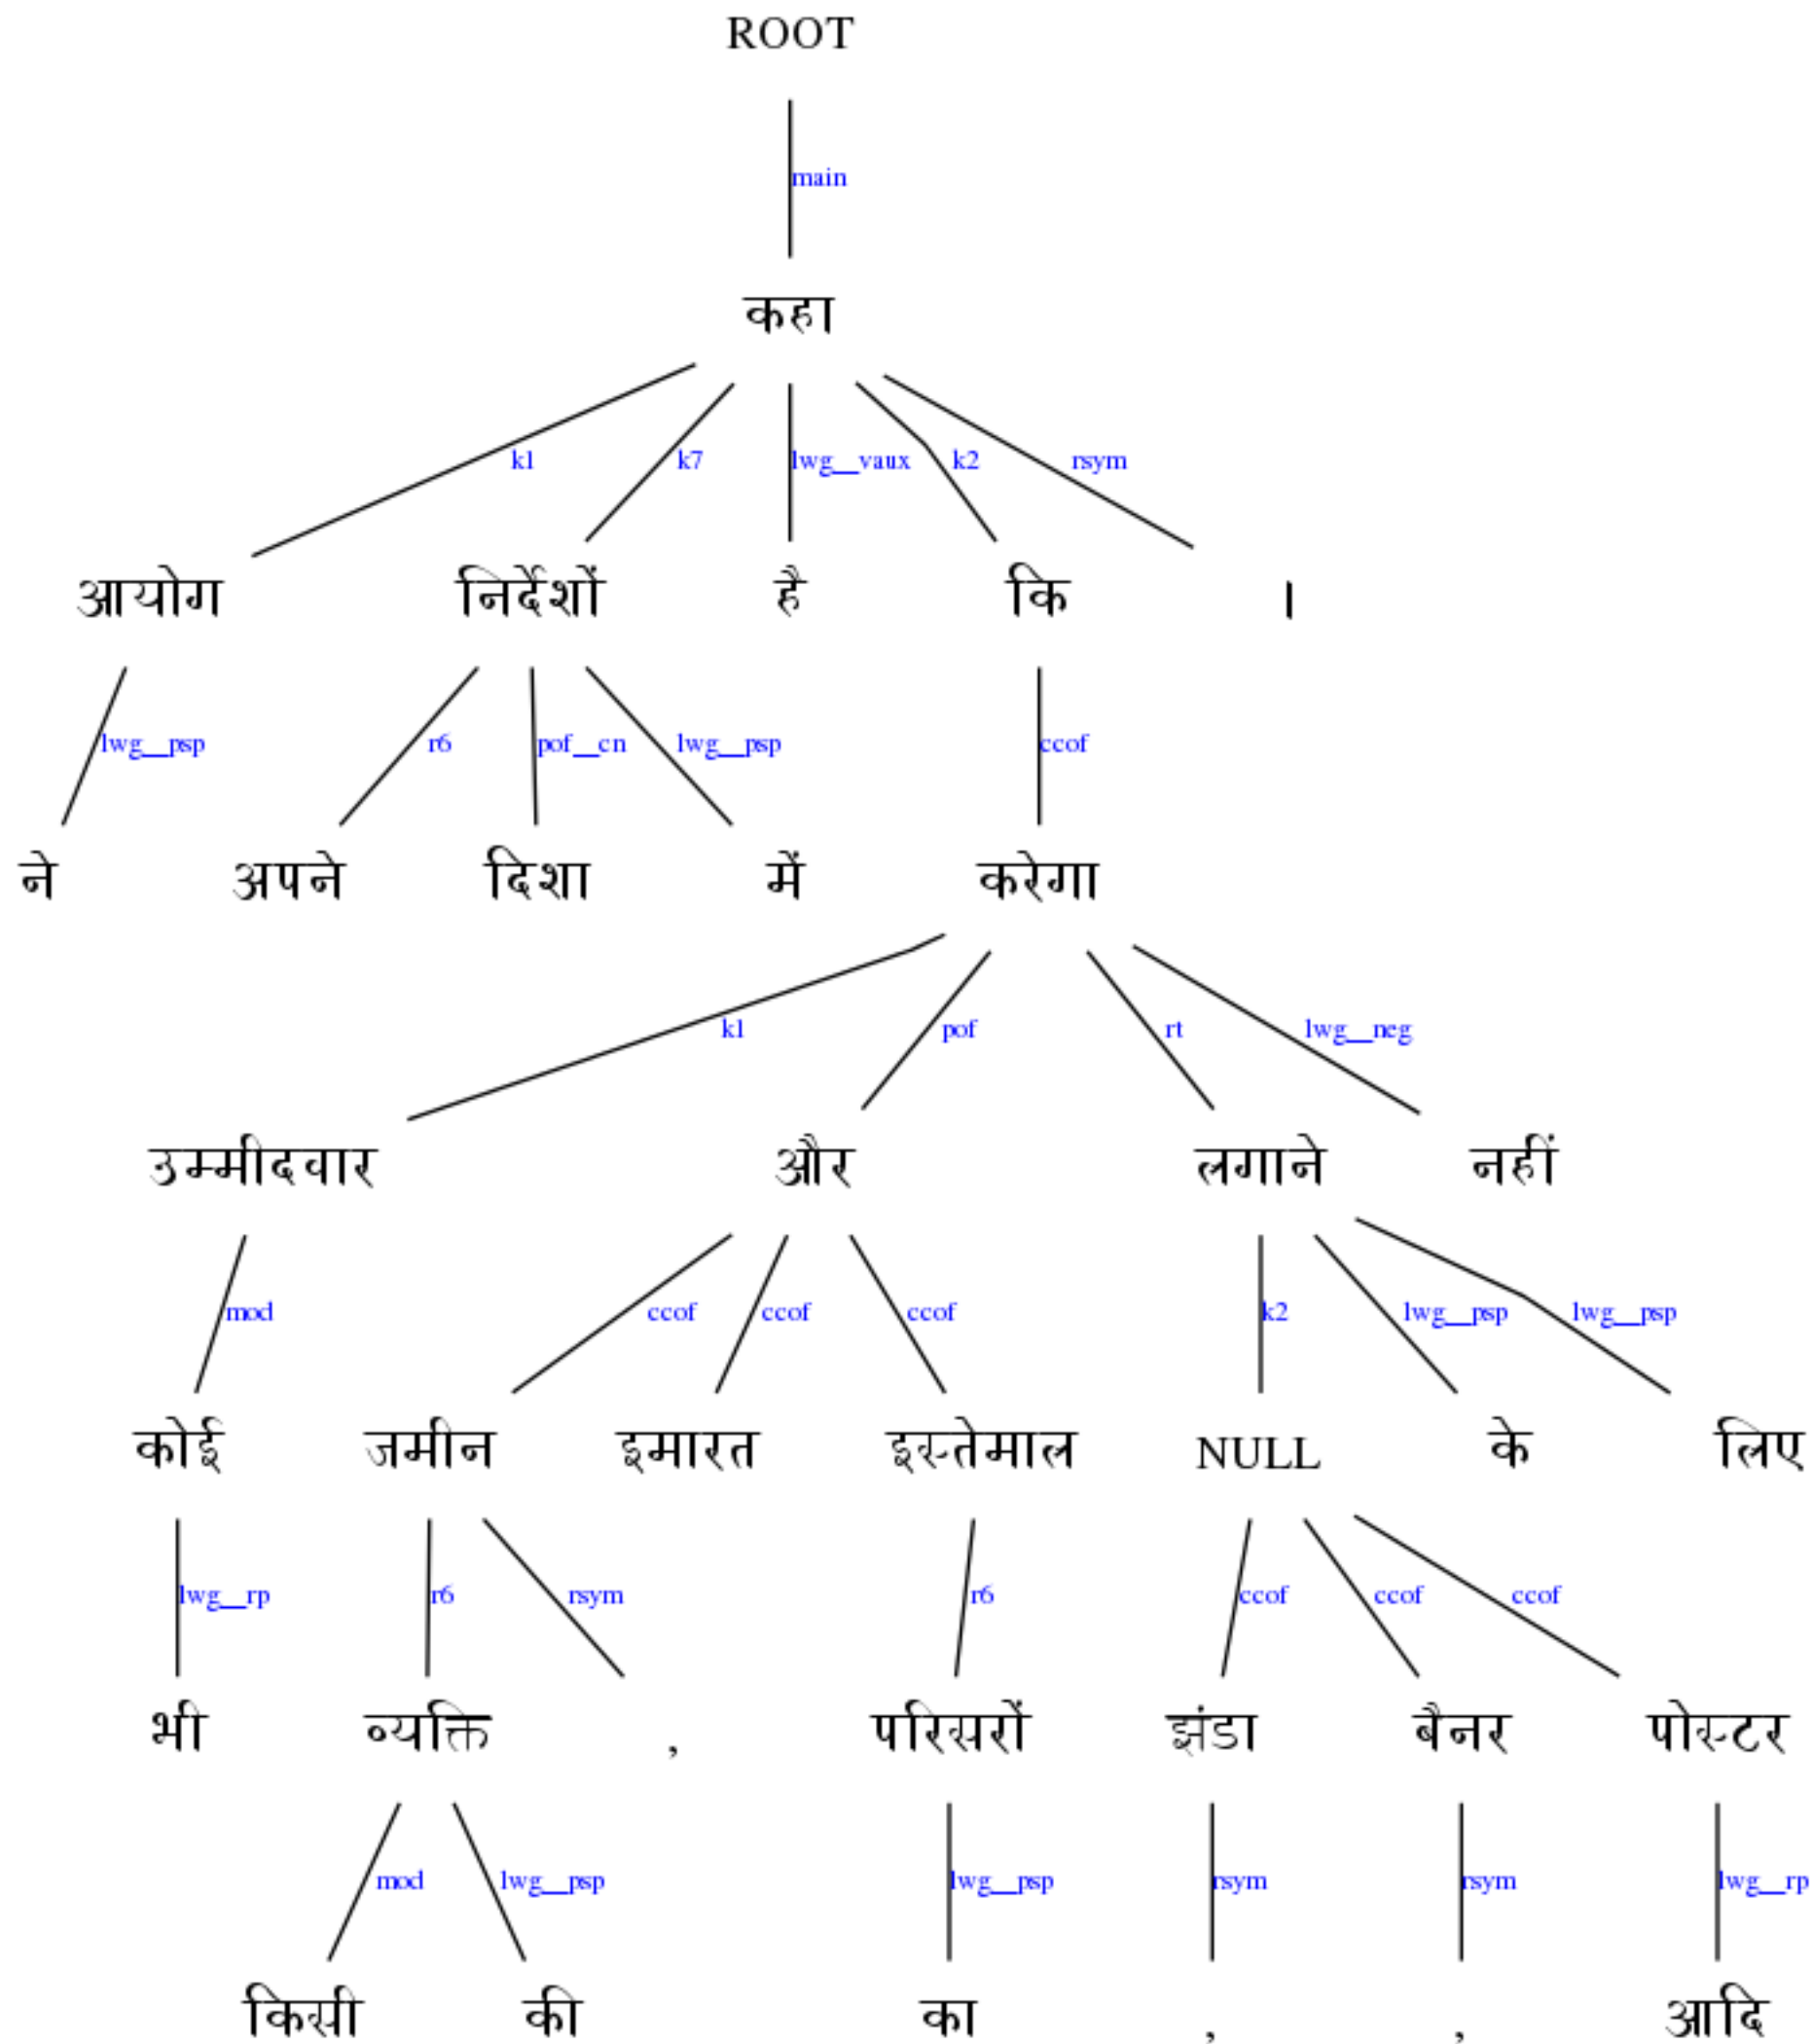 ROOT
main
कहा
k1 k7 lwg__vaux k2 rsym
आयोग निर्देशों है कि ।
lwg__psp r6 pof__cn lwg__psp ccof
ने अपने दिशा में करेगा
k1 pof rt lwg__neg
उम्मीदवार और लगाने नहीं
mod ccof ccof ccof k2 lwg__psp lwg__psp
कोई जमीन इमारत इस्तेमाल NULL के लिए
lwg__rp r6 rsym r6 ccof ccof ccof
भी व्यक्ति , परिसरों झंडा बैनर पोस्टर
mod lwg__psp lwg__psp rsym rsym lwg__rp
किसी की का , , आदि